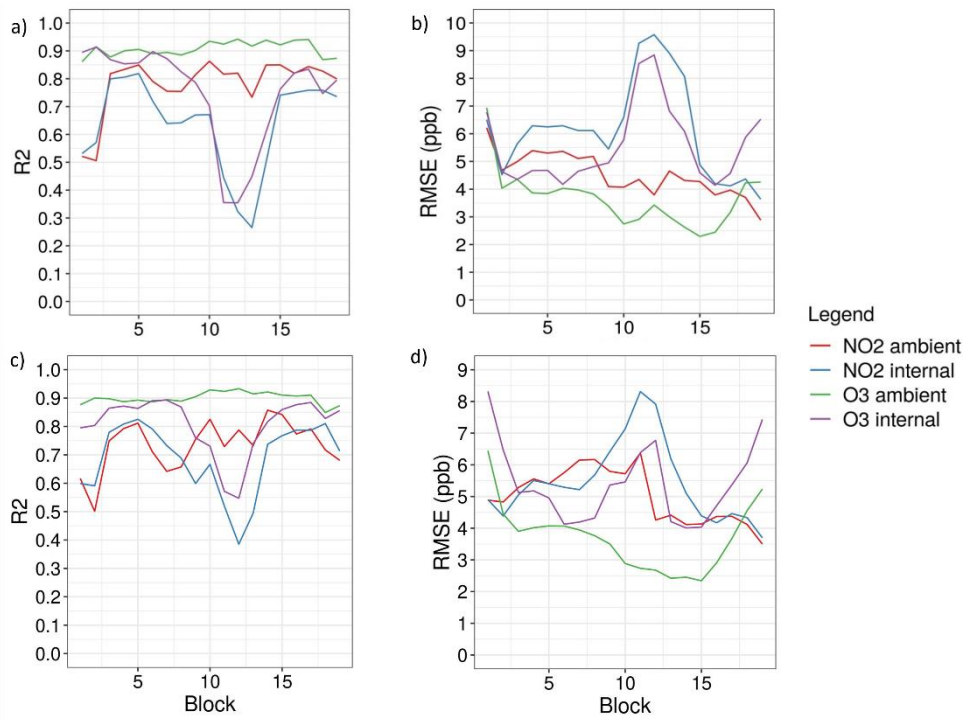 a)
1.0
0.9
0.8
0.7
0.6
0.5
0.4
0.3
0.2
0.1
0.0
R2
5 10 15
b)
10
9
8
7
6
5
4
3
2
1
0
RMSE (ppb)
5 10 15
c)
1.0
0.9
0.8
0.7
0.6
0.5
0.4
0.3
0.2
0.1
0.0
R2
5 10 15
Block
d)
9
8
7
6
5
4
3
2
1
0
RMSE (ppb)
5 10 15
Block
Legend
NO2 ambient
NO2 internal
O3 ambient
O3 internal